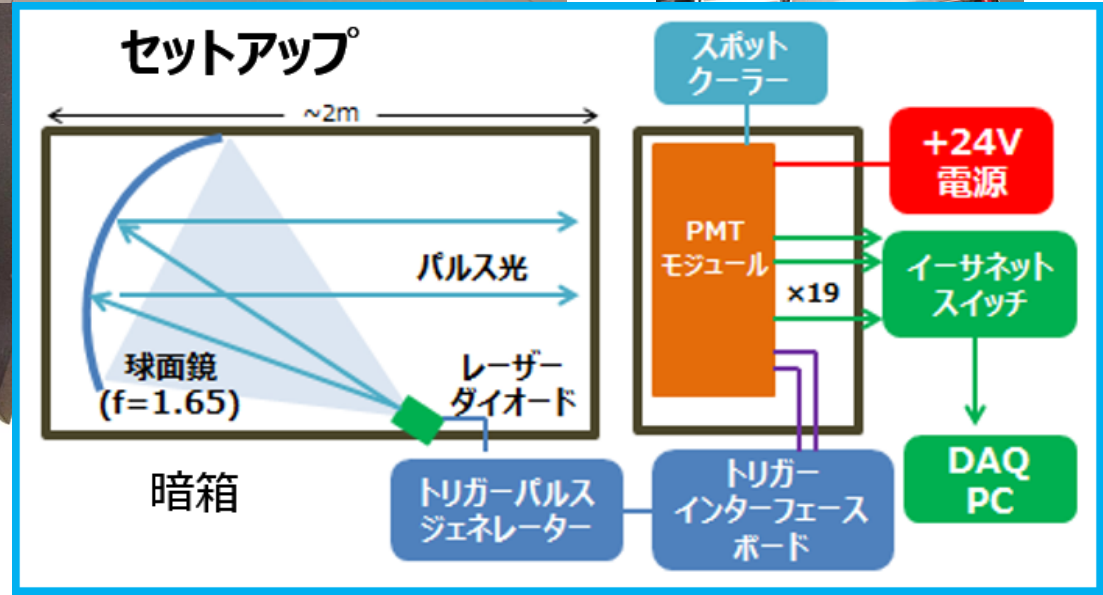 セットアップ
~2m
パルス光
球面鏡
(f=1.65)
レーザー
ダイオード
暗箱
トリガーパルス
ジェネレーター
スポット
クーラー
PMT
モジュール
×19
+24V
電源
イーサネット
スイッチ
トリガー
インターフェース
ボード
DAQ
PC